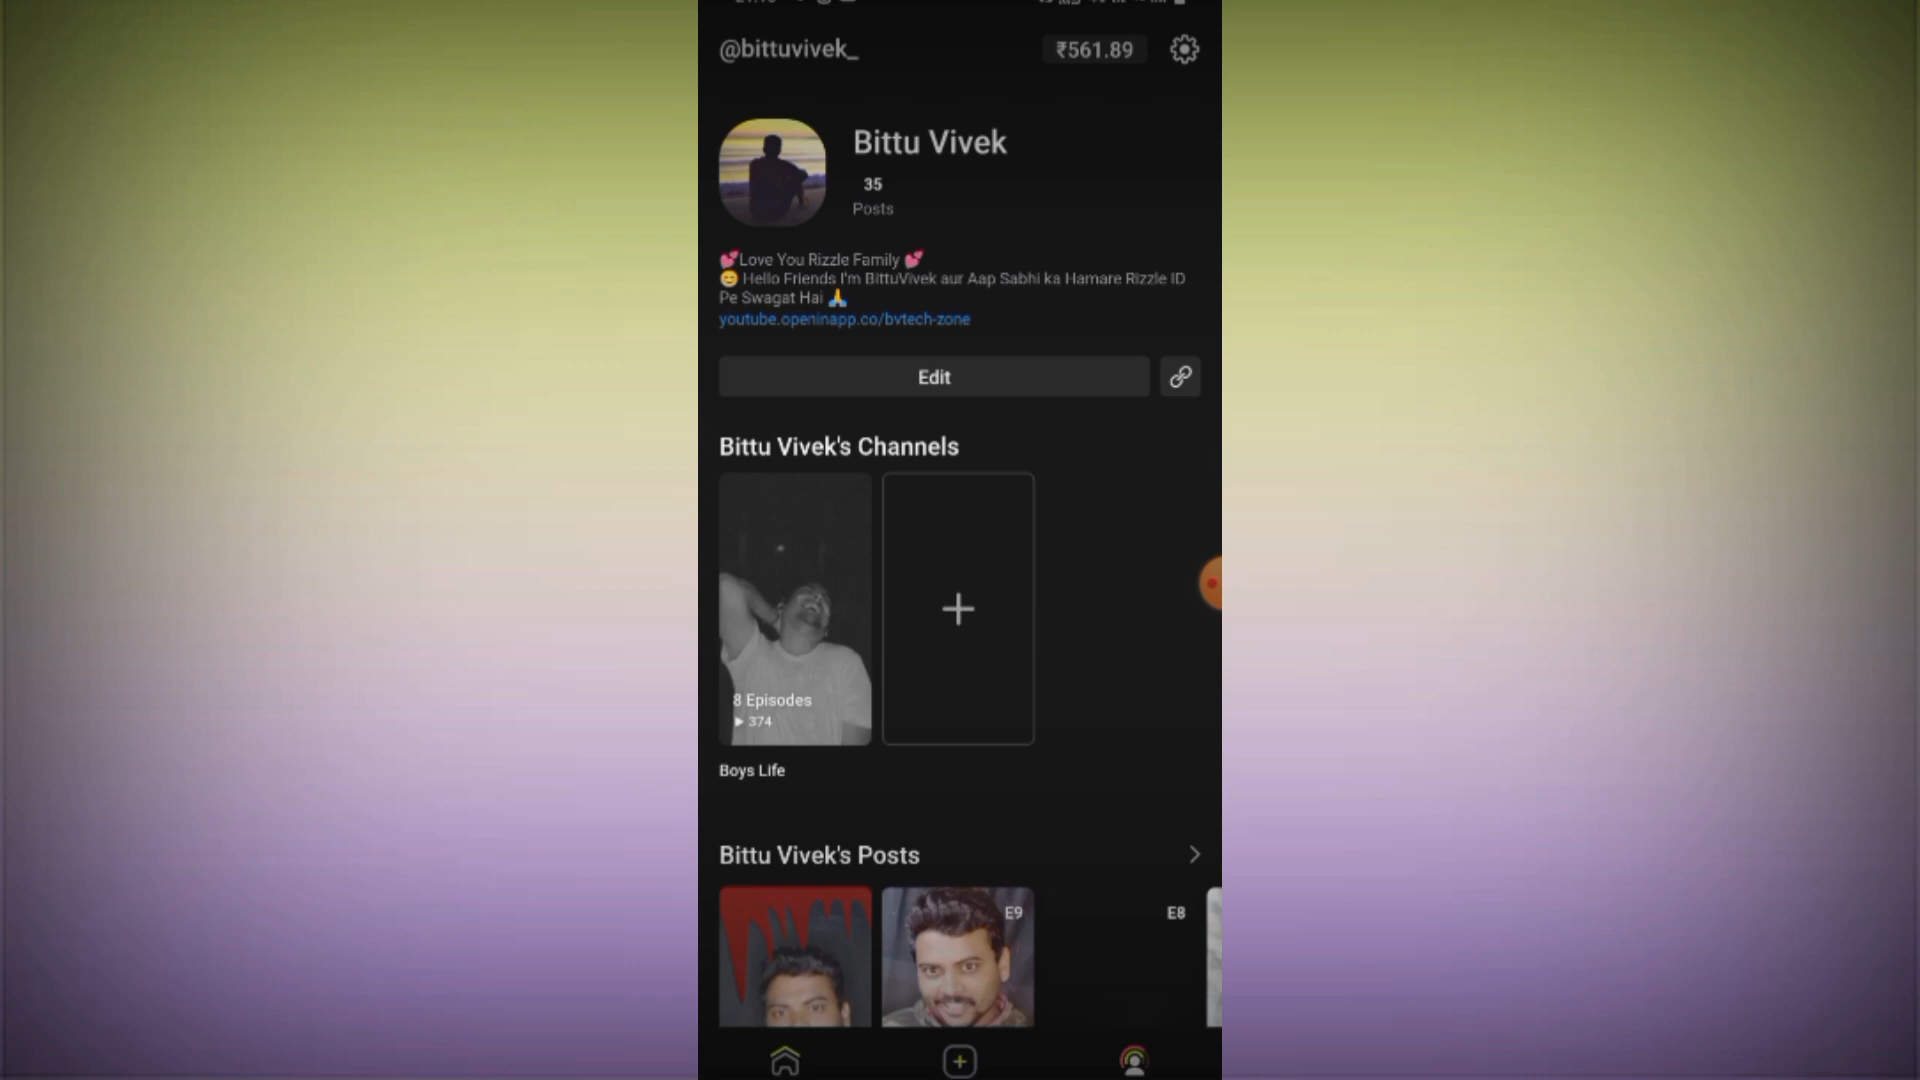 @bittuvivek_
₹561.89
Bittu Vivek
35
Posts
💕Love You Rizzle Family 💕
😊 Hello Friends I'm BittuVivek aur Aap Sabhi ka Hamare Rizzle ID
Pe Swagat Hai 🙏
youtube.openinapp.co/bvtech-zone
Edit
Bittu Vivek's Channels
8 Episodes
374
Boys Life
Bittu Vivek's Posts
E9
E8